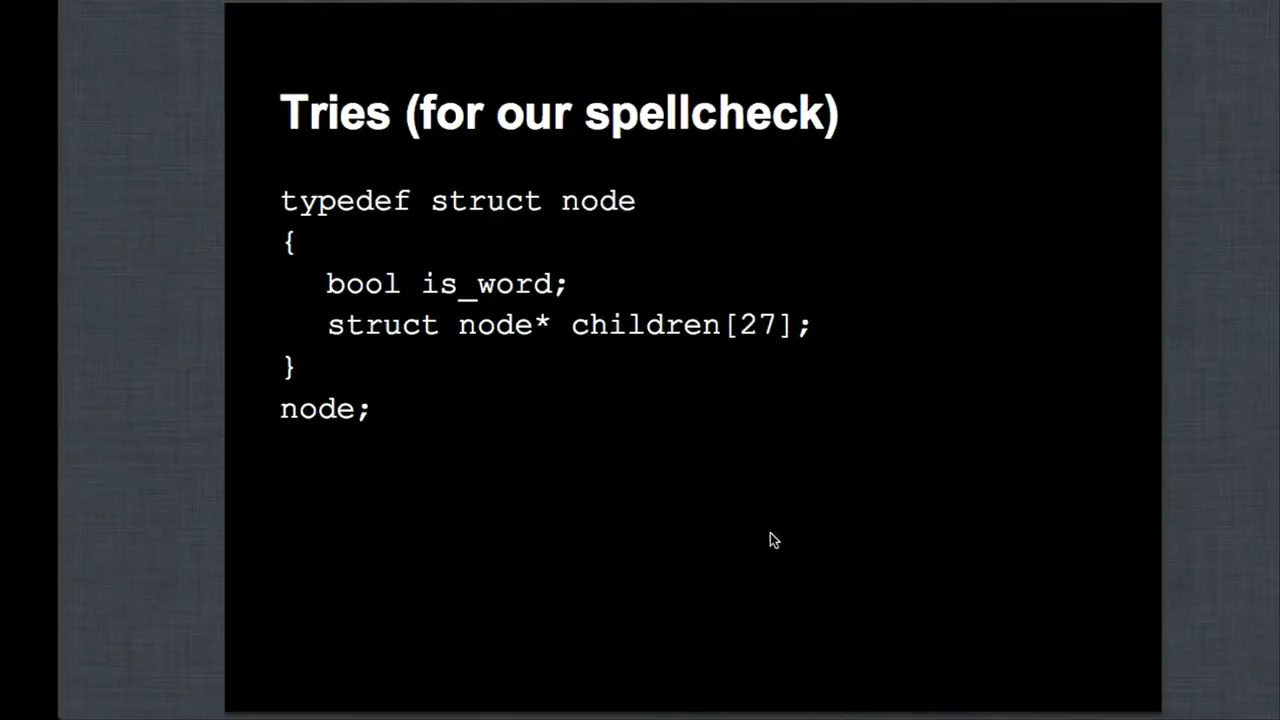 Tries (for our spellcheck)
typedef struct node
{
bool is_word;
struct node* children[27];
}
node;